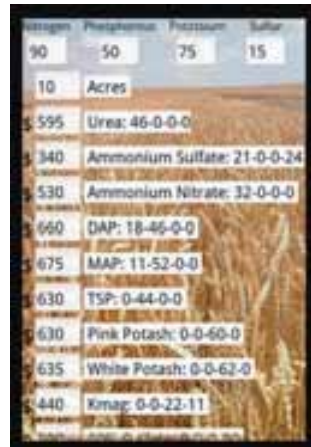 Nitrogen Phosphorous Potassium Sulfur
90 50 75 15
10 Acres
$ 595 Urea: 46-0-0-0
$ 340 Ammonium Sulfate: 21-0-0-24
$ 530 Ammonium Nitrate: 32-0-0-0
$ 660 DAP: 18-46-0-0
$ 675 MAP: 11-52-0-0
$ 630 TSP: 0-44-0-0
$ 630 Pink Potash: 0-0-60-0
$ 635 White Potash: 0-0-62-0
$ 440 Kmag: 0-0-22-11